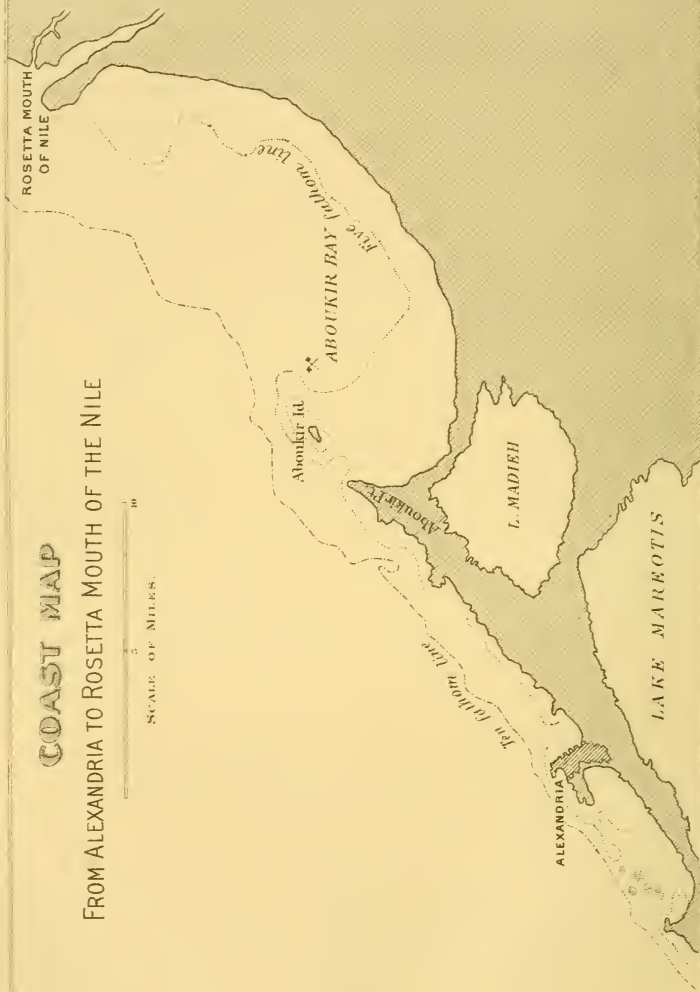 COAST MAP
FROM ALEXANDRIA TO ROSETTA MOUTH OF THE NILE
5
10
SCALE OF MILES.
ROSETTA MOUTH
OF NILE
Five fathom line
ABOUKIR BAY
Aboukir Id.
Aboukir Pt.
L. MADIEH
Ten fathom line
ALEXANDRIA
LAKE MAREOTIS